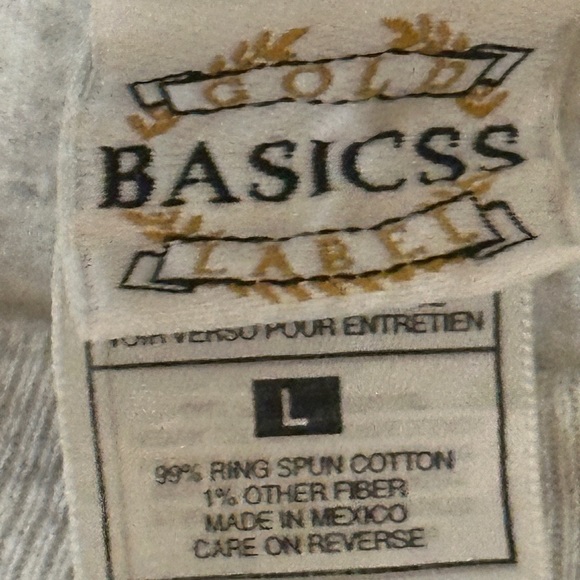 GOLD
BASICSS
LABEL
VOIR VERSO POUR ENTRETIEN
L
99% RING SPUN COTTON
1% OTHER FIBER
MADE IN MEXICO
CARE ON REVERSE